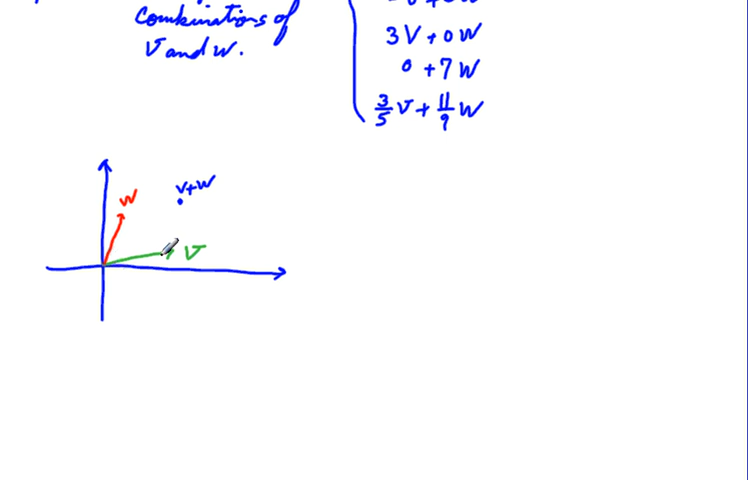 Combinations of
V and W.
3V + 0W
0 + 7W
3/5 V + 11/9 W
W
V+W
V